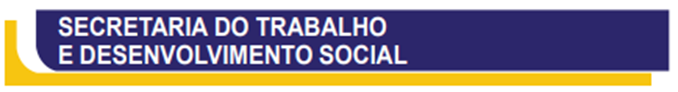 SECRETARIA DO TRABALHO
E DESENVOLVIMENTO SOCIAL